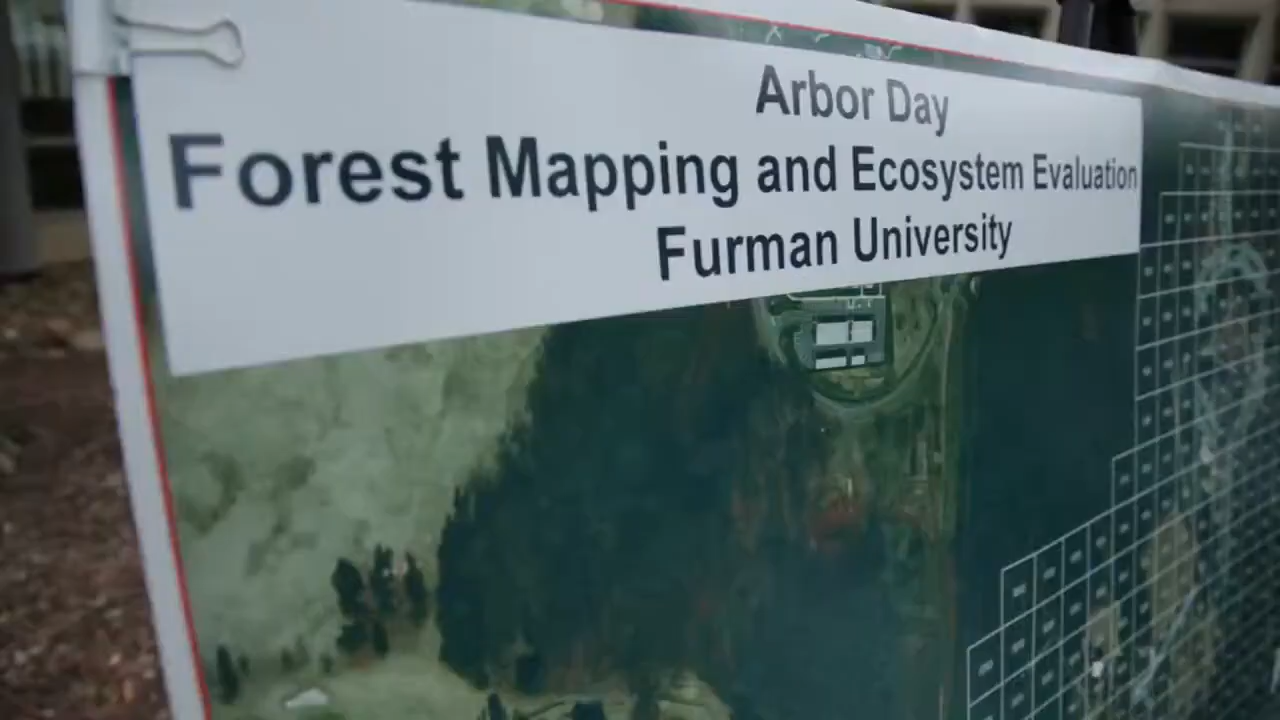 Arbor Day
Forest Mapping and Ecosystem Evaluation
Furman University